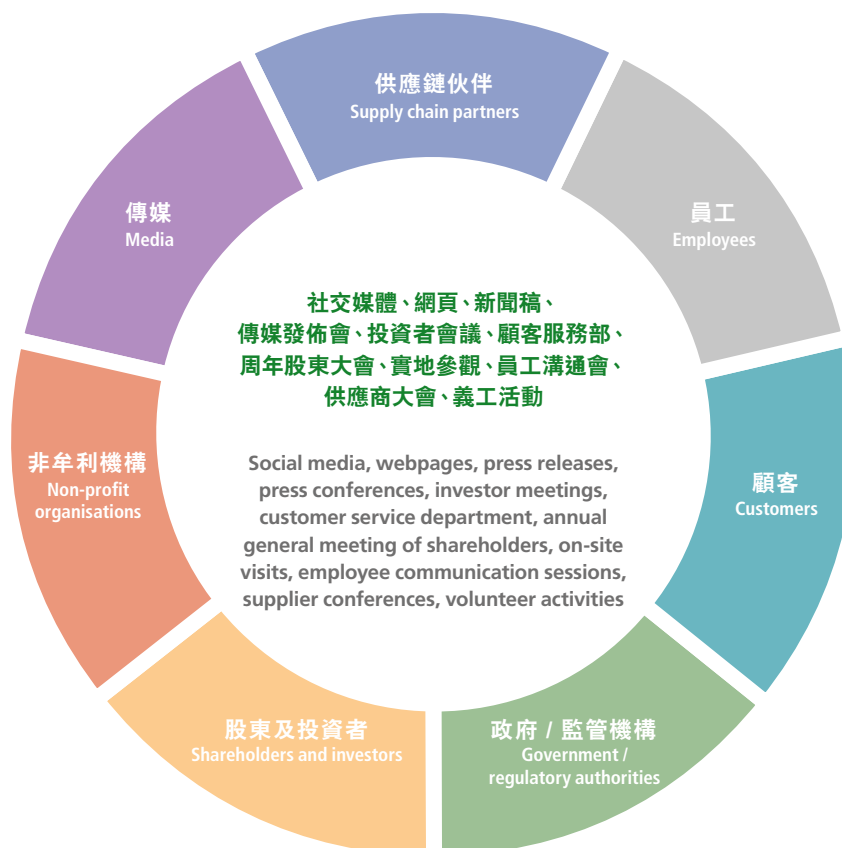 供應鏈伙伴
Supply chain partners
員工
Employees
顧客
Customers
政府 / 監管機構
Government /
regulatory authorities
股東及投資者
Shareholders and investors
非牟利機構
Non-profit
organisations
傳媒
Media
社交媒體、網頁、新聞稿、
傳媒發佈會、投資者會議、顧客服務部、
周年股東大會、實地參觀、員工溝通會、
供應商大會、義工活動
Social media, webpages, press releases,
press conferences, investor meetings,
customer service department, annual
general meeting of shareholders, on-site
visits, employee communication sessions,
supplier conferences, volunteer activities